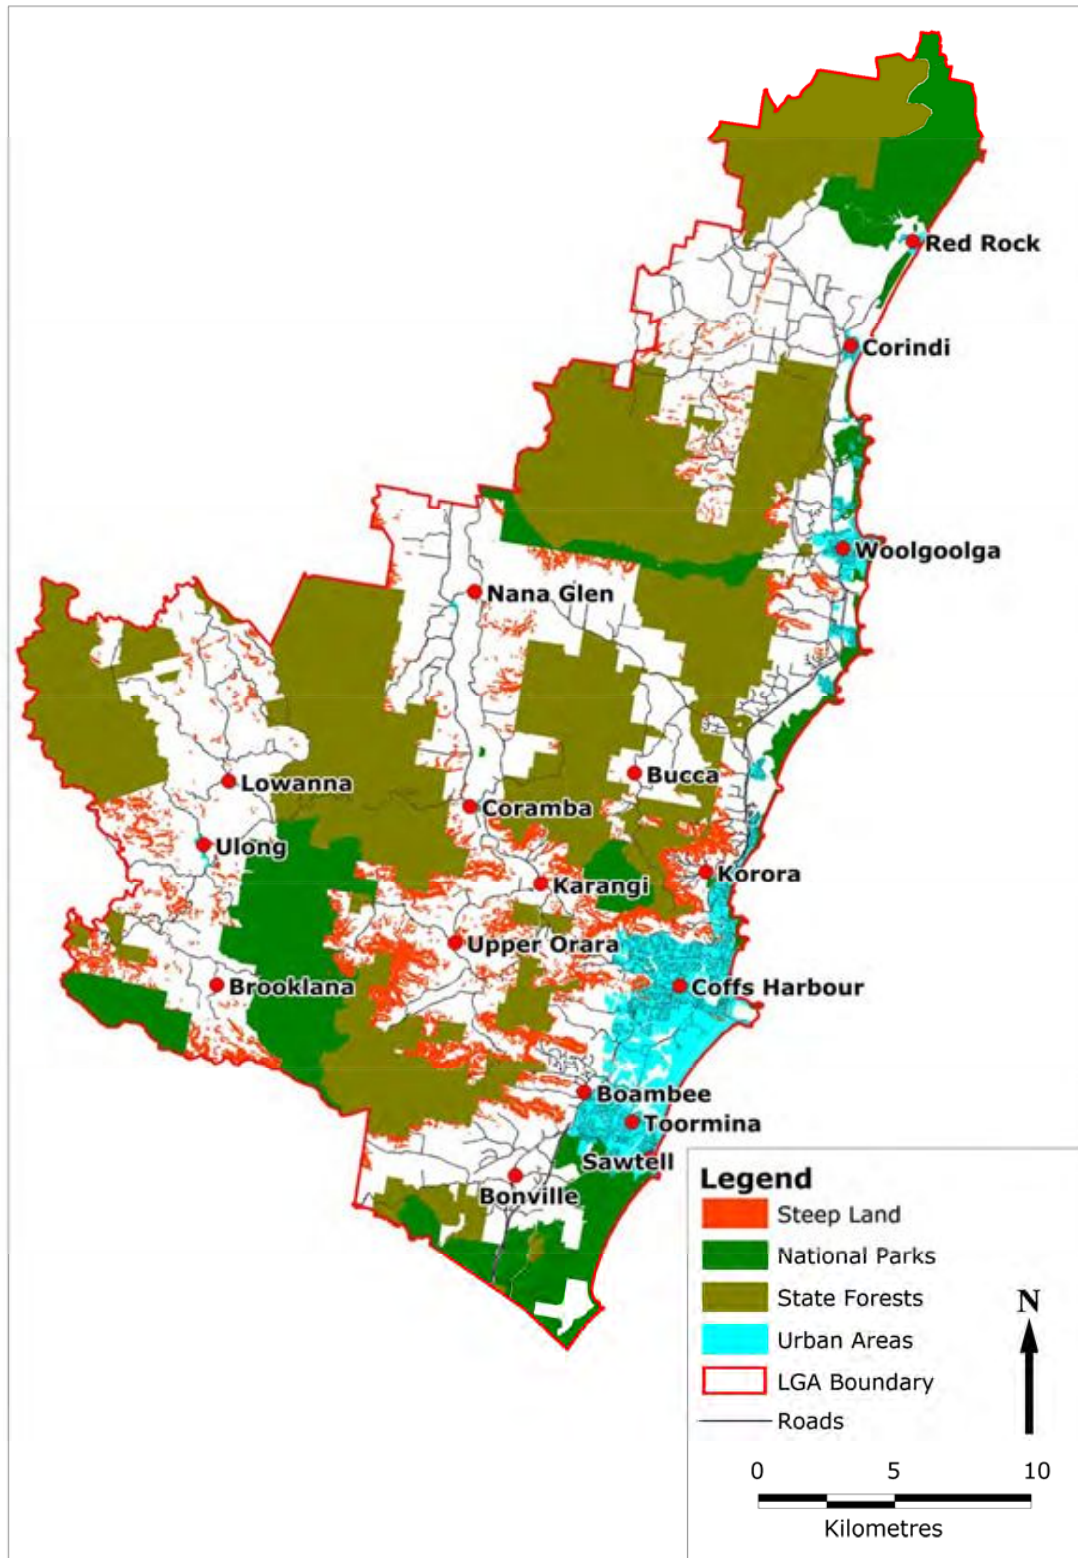 Red Rock
Corindi
Woolgoolga
Nana Glen
Bucca
Lowanna
Coramba
Ulong
Korora
Karangi
Upper Orara
Brooklana
Coffs Harbour
Boambee
Toormina
Sawtell
Bonville
Legend
Steep Land
National Parks
State Forests
Urban Areas
LGA Boundary
Roads
N
0 5 10
Kilometres